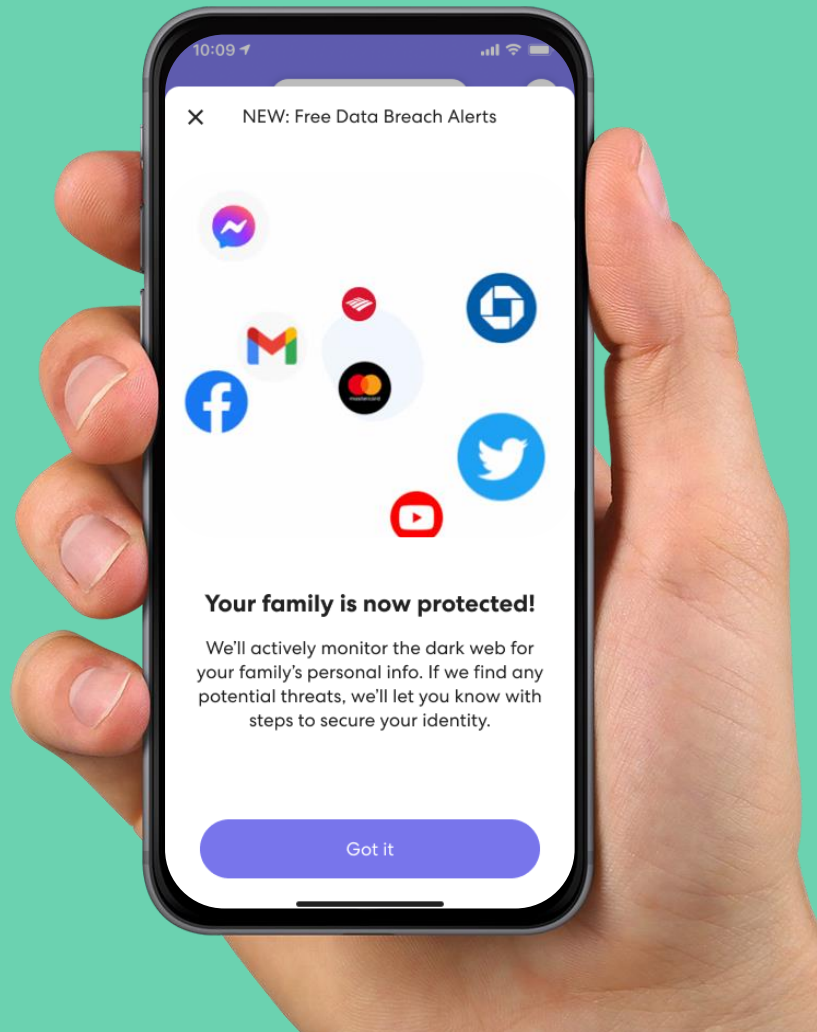 10:09
NEW: Free Data Breach Alerts
mastercard
Your family is now protected!
We'll actively monitor the dark web for
your family's personal info. If we find any
potential threats, we'll let you know with
steps to secure your identity.
Got it